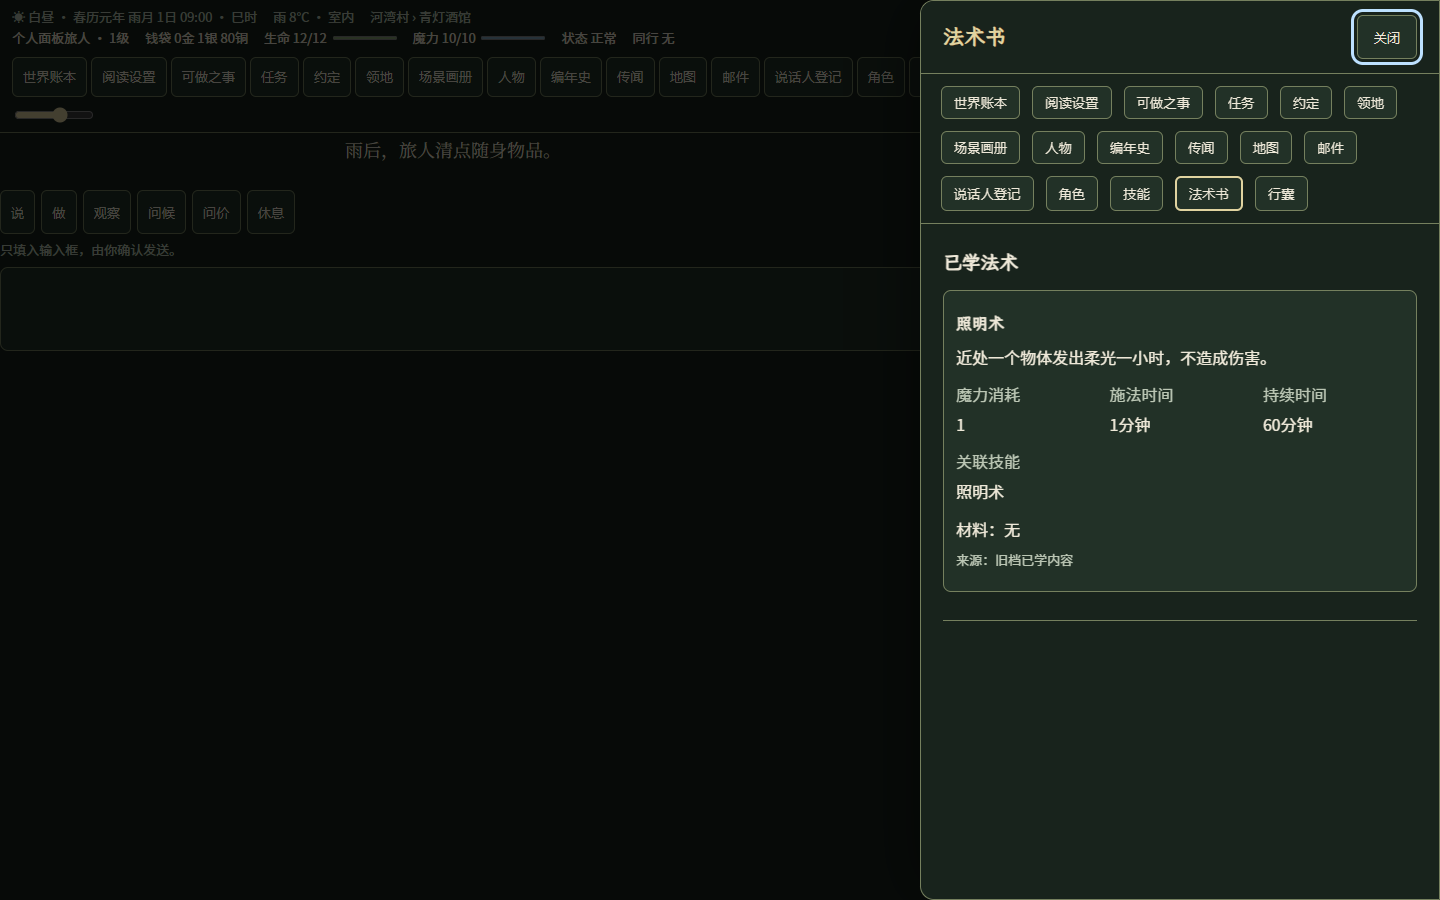 ☀ 白昼 · 春历元年 雨月 1日 09:00 · 巳时 雨 8°C · 室内 河湾村 › 青灯酒馆
个人面板旅人 · 1级 钱袋 0金 1银 80铜 生命 12/12 魔力 10/10 状态 正常 同行 无
世界账本 阅读设置 可做之事 任务 约定 领地 场景画册 人物 编年史 传闻 地图 邮件 说话人登记 角色
雨后，旅人清点随身物品。
说 做 观察 问候 问价 休息
只填入输入框，由你确认发送。
法术书
关闭
世界账本 阅读设置 可做之事 任务 约定 领地
场景画册 人物 编年史 传闻 地图 邮件
说话人登记 角色 技能 法术书 行囊
已学法术
照明术
近处一个物体发出柔光一小时，不造成伤害。
魔力消耗 施法时间 持续时间
1 1分钟 60分钟
关联技能
照明术
材料：无
来源：旧档已学内容